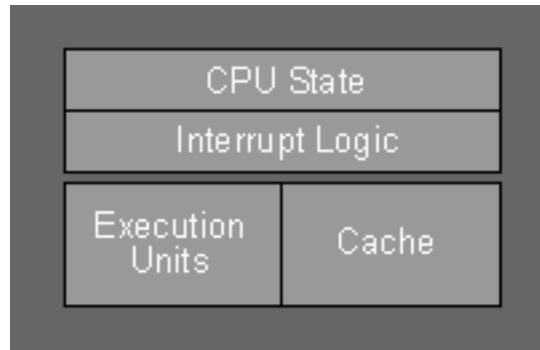 CPU State
Interrupt Logic
Execution
Units
Cache